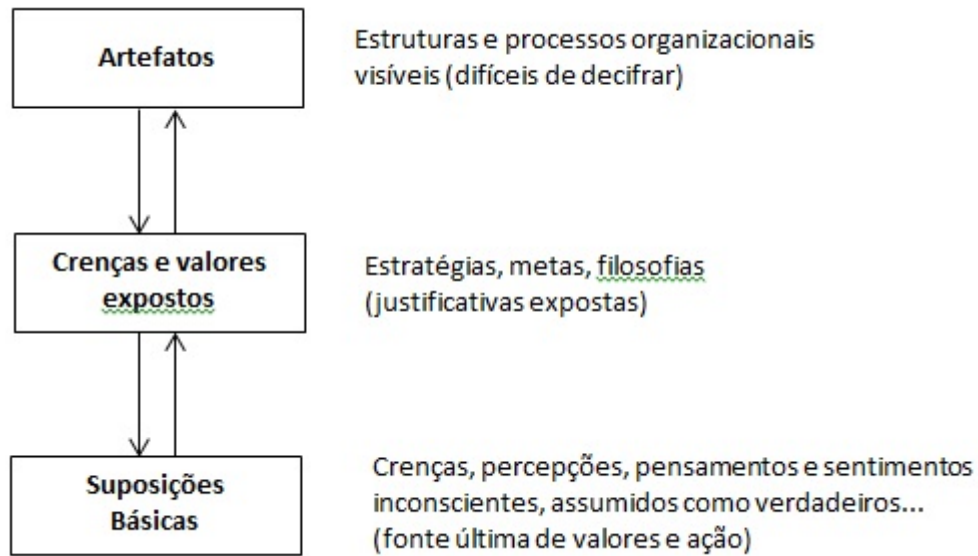 Artefatos
Estruturas e processos organizacionais
visíveis (difíceis de decifrar)
Crenças e valores
expostos
Estratégias, metas, filosofias
(justificativas expostas)
Suposições
Básicas
Crenças, percepções, pensamentos e sentimentos
inconscientes, assumidos como verdadeiros...
(fonte última de valores e ação)